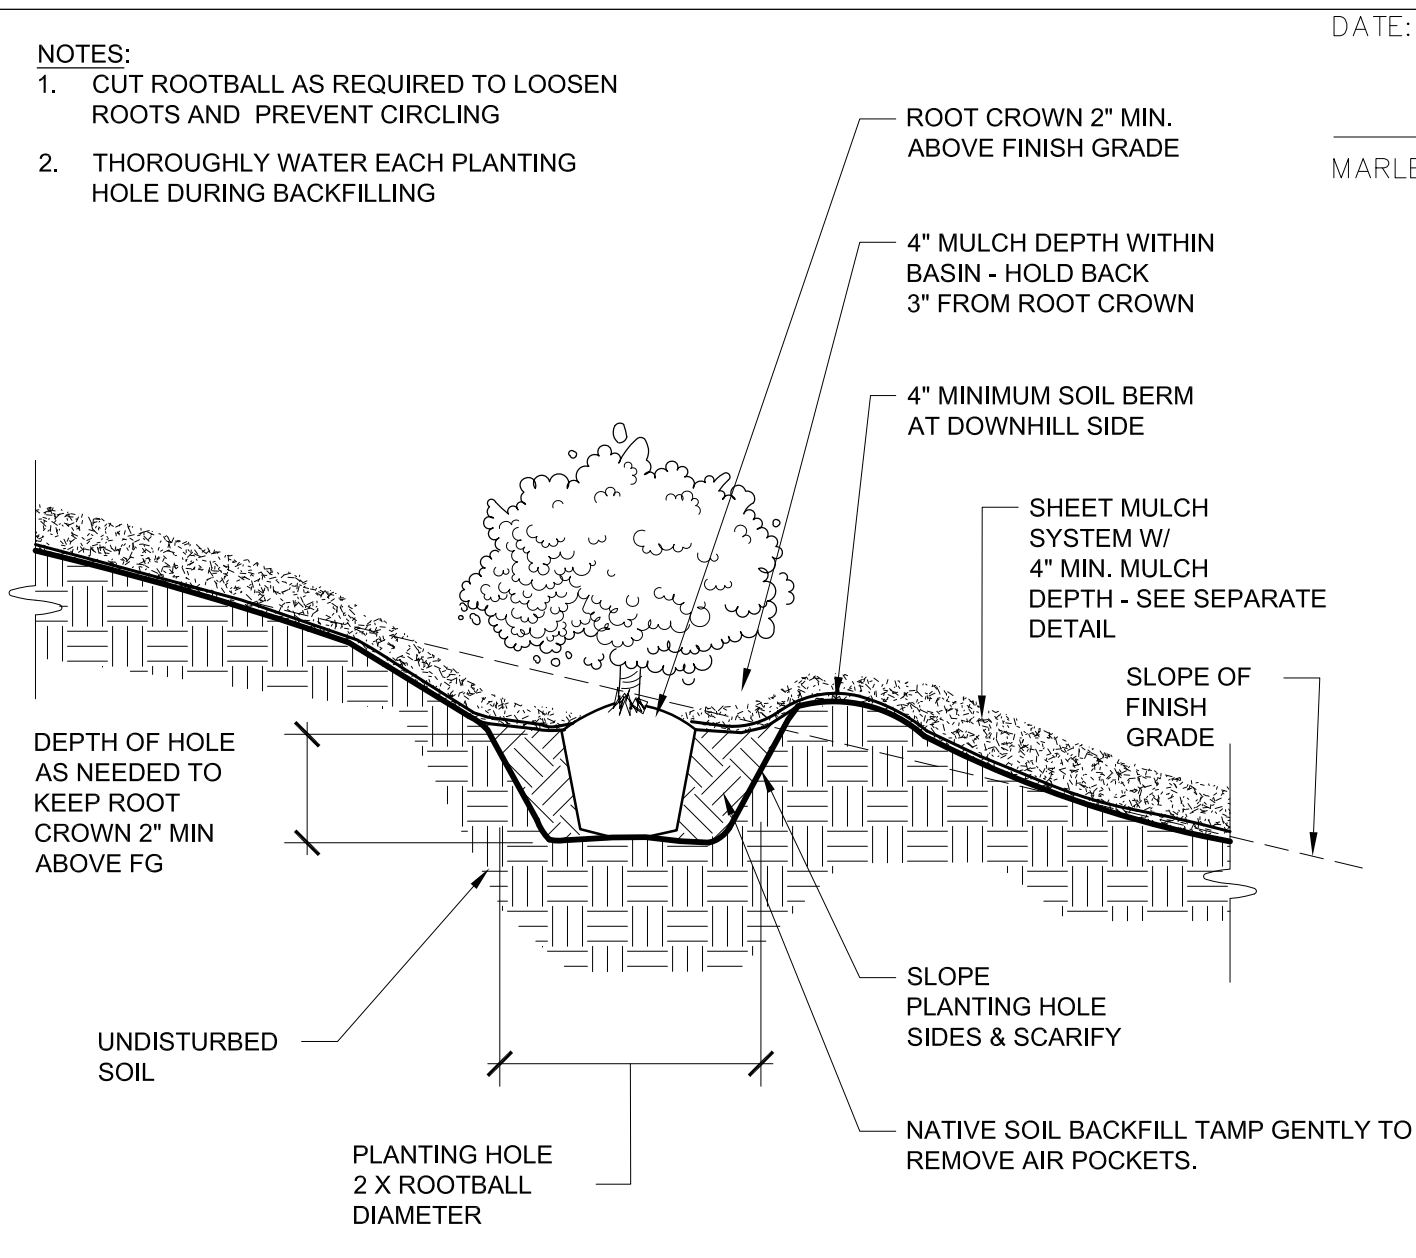 NOTES:
1. CUT ROOTBALL AS REQUIRED TO LOOSEN
ROOTS AND PREVENT CIRCLING
2. THOROUGHLY WATER EACH PLANTING
HOLE DURING BACKFILLING
DATE:
ROOT CROWN 2" MIN.
ABOVE FINISH GRADE
4" MULCH DEPTH WITHIN
BASIN - HOLD BACK
3" FROM ROOT CROWN
4" MINIMUM SOIL BERM
AT DOWNHILL SIDE
SHEET MULCH
SYSTEM W/
4" MIN. MULCH
DEPTH - SEE SEPARATE
DETAIL
SLOPE OF
FINISH
GRADE
DEPTH OF HOLE
AS NEEDED TO
KEEP ROOT
CROWN 2" MIN
ABOVE FG
UNDISTURBED
SOIL
PLANTING HOLE
2 X ROOTBALL
DIAMETER
SLOPE
PLANTING HOLE
SIDES & SCARIFY
NATIVE SOIL BACKFILL TAMP GENTLY TO
REMOVE AIR POCKETS.